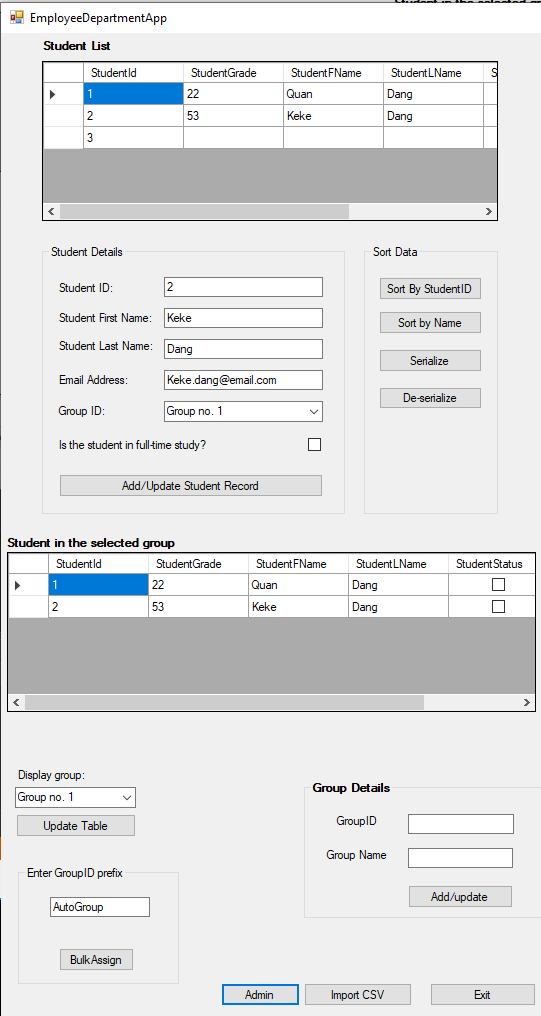 Student in the selected gr
EmployeeDepartmentApp
Student List
StudentId StudentGrade StudentFName StudentLName S
1 22 Quan Dang
2 53 Keke Dang
3
Student Details
Student ID: 2
Student First Name: Keke
Student Last Name: Dang
Email Address: Keke.dang@email.com
Group ID: Group no. 1
Is the student in full-time study?
Add/Update Student Record
Sort Data
Sort By StudentID
Sort by Name
Serialize
De-serialize
Student in the selected group
StudentId StudentGrade StudentFName StudentLName StudentStatus
1 22 Quan Dang
2 53 Keke Dang
Display group:
Group no. 1
Update Table
Group Details
GroupID
Group Name
Add/update
Enter GroupID prefix
AutoGroup
BulkAssign
Admin Import CSV Exit